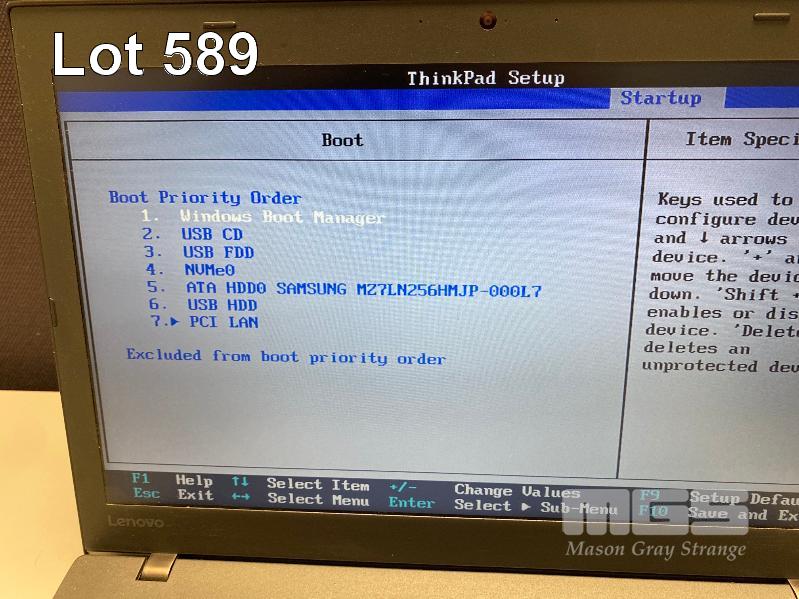 Lot 589
ThinkPad Setup
Startup
Boot
Item Speci
Boot Priority Order
1. Windows Boot Manager
2. USB CD
3. USB FDD
4. NVMe0
5. ATA HDD0 SAMSUNG MZ7LN256HMJP-000L7
6. USB HDD
7.▶ PCI LAN
Excluded from boot priority order
Keys used to
configure dev
and ↓ arrows
device. '+' a
move the devic
down. 'Shift +
enables or dis
device. 'Delete
deletes an
unprotected dev
F1 Help ↑↓ Select Item +/- Change Values F9 Setup Defau
Esc Exit ←→ Select Menu Enter Select ▶ Sub-Menu F10 Save and Ex
Lenovo
MGS
Mason Gray Strange